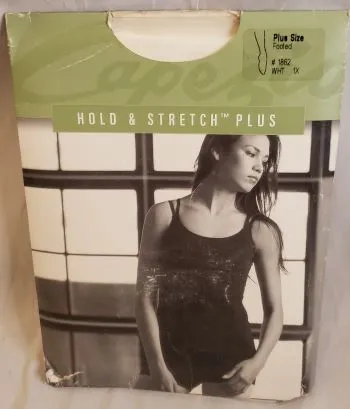 Capezio
Plus Size
Footed
# 1862
WHT 1X
HOLD & STRETCH™ PLUS